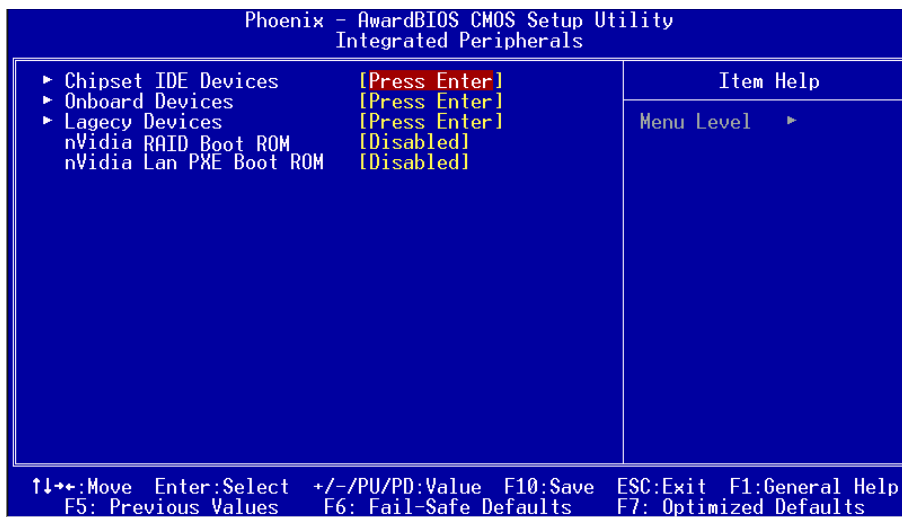 Phoenix - AwardBIOS CMOS Setup Utility
Integrated Peripherals
► Chipset IDE Devices [Press Enter]
► Onboard Devices [Press Enter]
► Lagecy Devices [Press Enter]
nVidia RAID Boot ROM [Disabled]
nVidia Lan PXE Boot ROM [Disabled]
Item Help
Menu Level ►
↑↓→←:Move Enter:Select +/-/PU/PD:Value F10:Save ESC:Exit F1:General Help
F5: Previous Values F6: Fail-Safe Defaults F7: Optimized Defaults